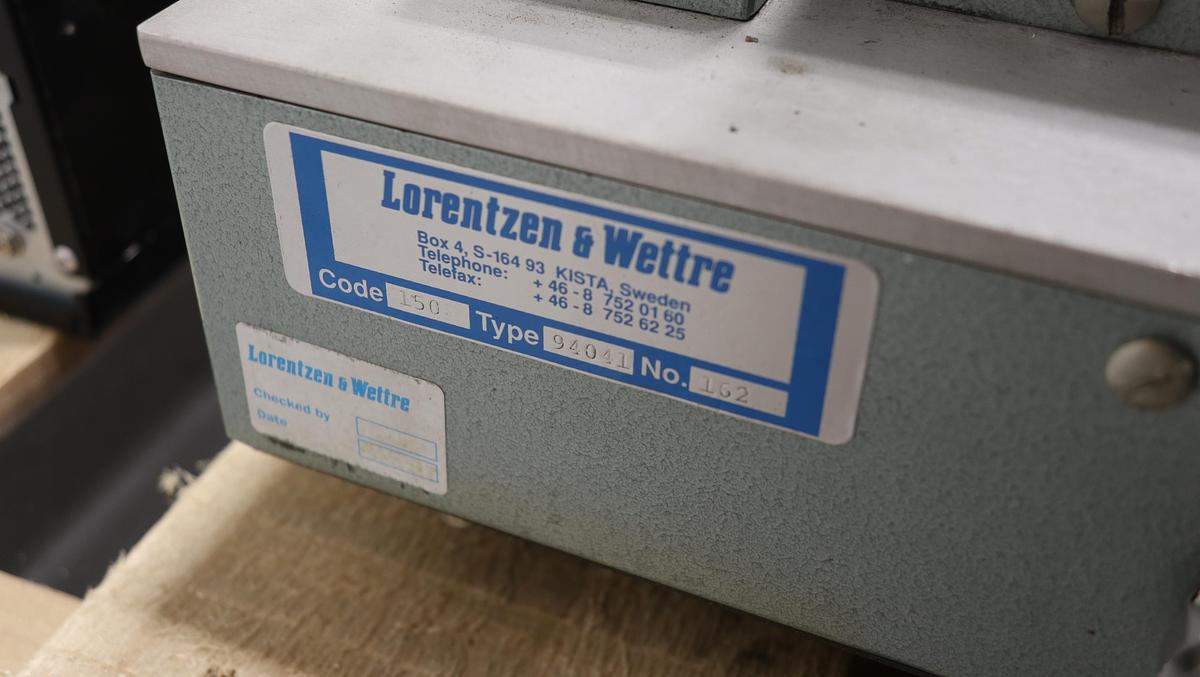 Lorentzen & Wettre
Box 4, S-164 93 KISTA, Sweden
Telephone: + 46 - 8 752 01 60
Telefax: + 46 - 8 752 62 25
Code 150 Type 94041 No. 162
Lorentzen & Wettre
Checked by
Date